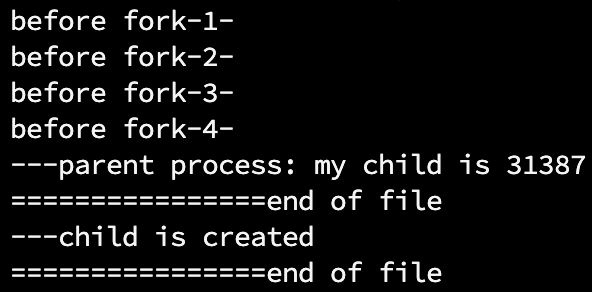 before fork-1-
before fork-2-
before fork-3-
before fork-4-
---parent process: my child is 31387
================end of file
---child is created
================end of file